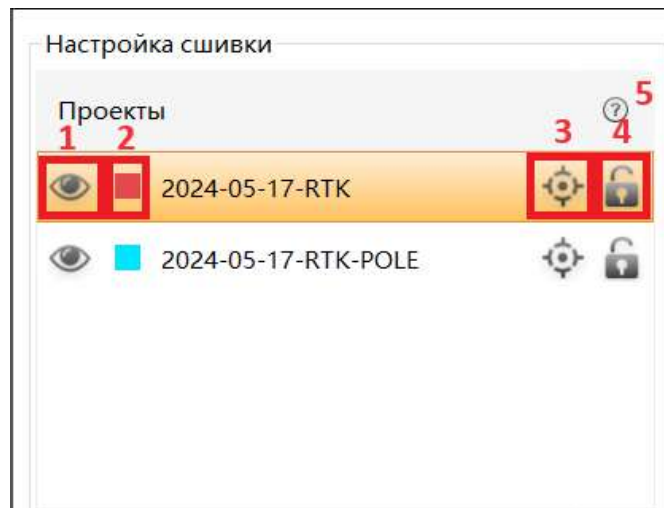 Настройка сшивки
Проекты ? 5
1 2 3 4
2024-05-17-RTK
2024-05-17-RTK-POLE